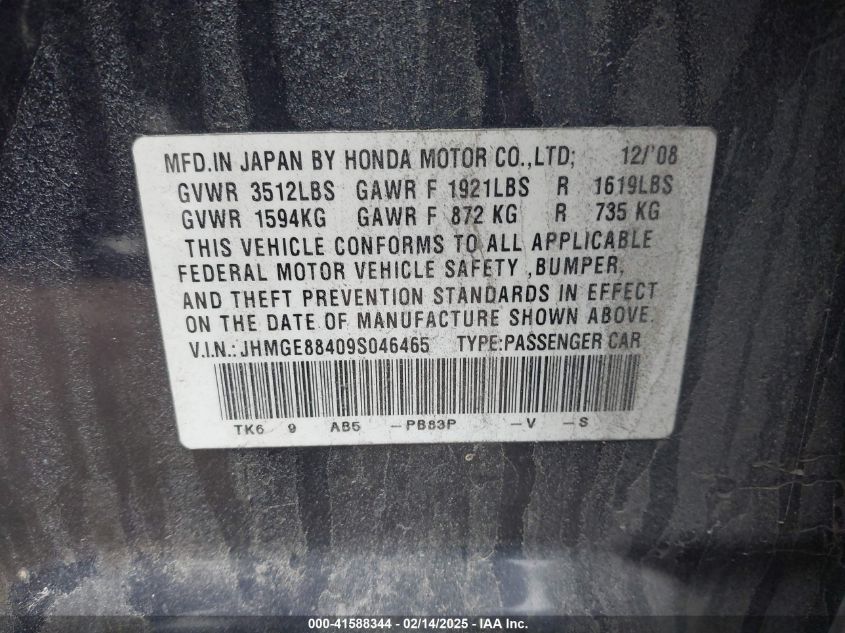 MFD.IN JAPAN BY HONDA MOTOR CO.,LTD; 12/'08
GVWR 3512LBS GAWR F 1921LBS R 1619LBS
GVWR 1594KG GAWR F 872 KG R 735 KG
THIS VEHICLE CONFORMS TO ALL APPLICABLE
FEDERAL MOTOR VEHICLE SAFETY ,BUMPER,
AND THEFT PREVENTION STANDARDS IN EFFECT
ON THE DATE OF MANUFACTURE SHOWN ABOVE.
V.I.N.: JHMGE88409S046465 TYPE:PASSENGER CAR
TK6 9 AB5 -PB83P -V -S
000-41588344 - 02/14/2025 - IAA Inc.